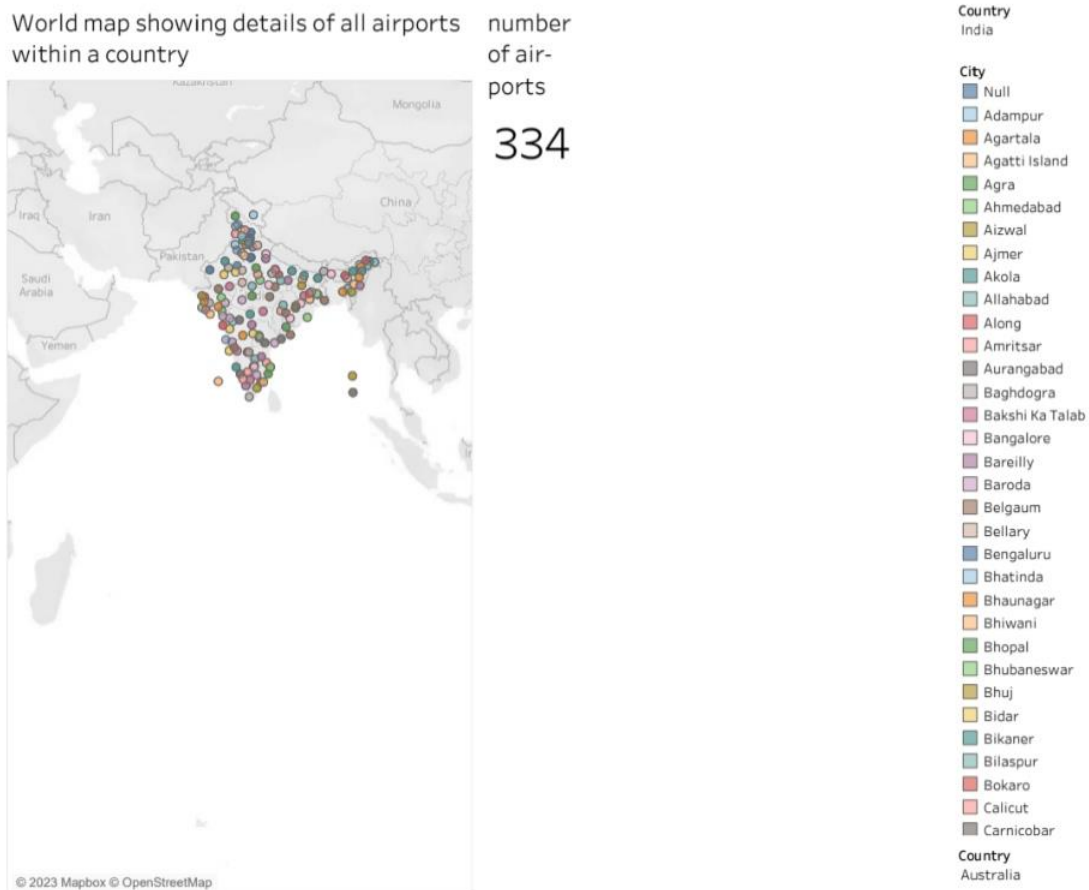 World map showing details of all airports
within a country
number
of air-
ports
334
Mongolia
China
Iraq
Iran
Pakistan
Saudi
Arabia
Yemen
© 2023 Mapbox © OpenStreetMap
Country
India
City
Null
Adampur
Agartala
Agatti Island
Agra
Ahmedabad
Aizwal
Ajmer
Akola
Allahabad
Along
Amritsar
Aurangabad
Baghdogra
Bakshi Ka Talab
Bangalore
Bareilly
Baroda
Belgaum
Bellary
Bengaluru
Bhatinda
Bhaunagar
Bhiwani
Bhopal
Bhubaneswar
Bhuj
Bidar
Bikaner
Bilaspur
Bokaro
Calicut
Carnicobar
Country
Australia